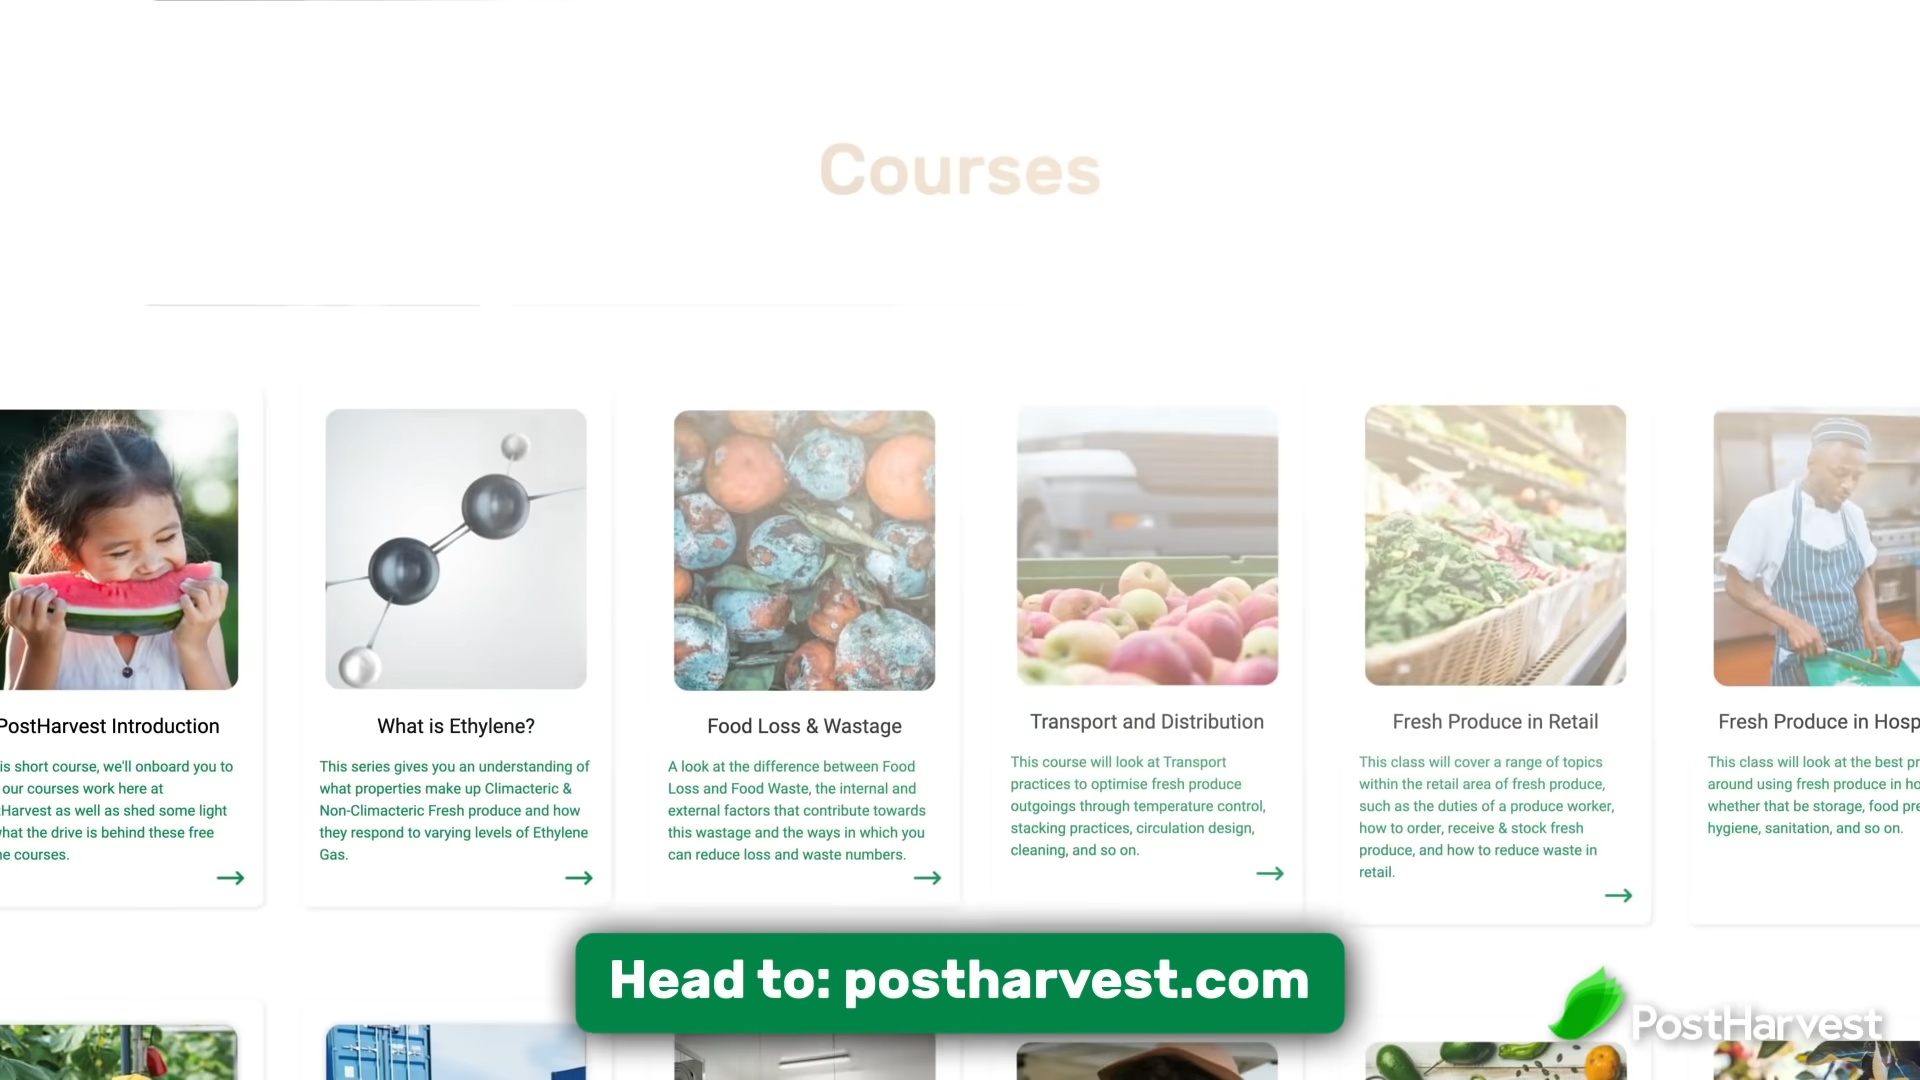 Courses
PostHarvest Introduction
is short course, we'll onboard you to
our courses work here at
Harvest as well as shed some light
hat the drive is behind these free
e courses.
What is Ethylene?
This series gives you an understanding of
what properties make up Climacteric &
Non-Climacteric Fresh produce and how
they respond to varying levels of Ethylene
Gas.
Food Loss & Wastage
A look at the difference between Food
Loss and Food Waste, the internal and
external factors that contribute towards
this wastage and the ways in which you
can reduce loss and waste numbers.
Transport and Distribution
This course will look at Transport
practices to optimise fresh produce
outgoings through temperature control,
stacking practices, circulation design,
cleaning, and so on.
Fresh Produce in Retail
This class will cover a range of topics
within the retail area of fresh produce,
such as the duties of a produce worker,
how to order, receive & stock fresh
produce, and how to reduce waste in
retail.
Fresh Produce in Hosp
This class will look at the best pr
around using fresh produce in ho
whether that be storage, food pre
hygiene, sanitation, and so on.
Head to: postharvest.com
PostHarvest